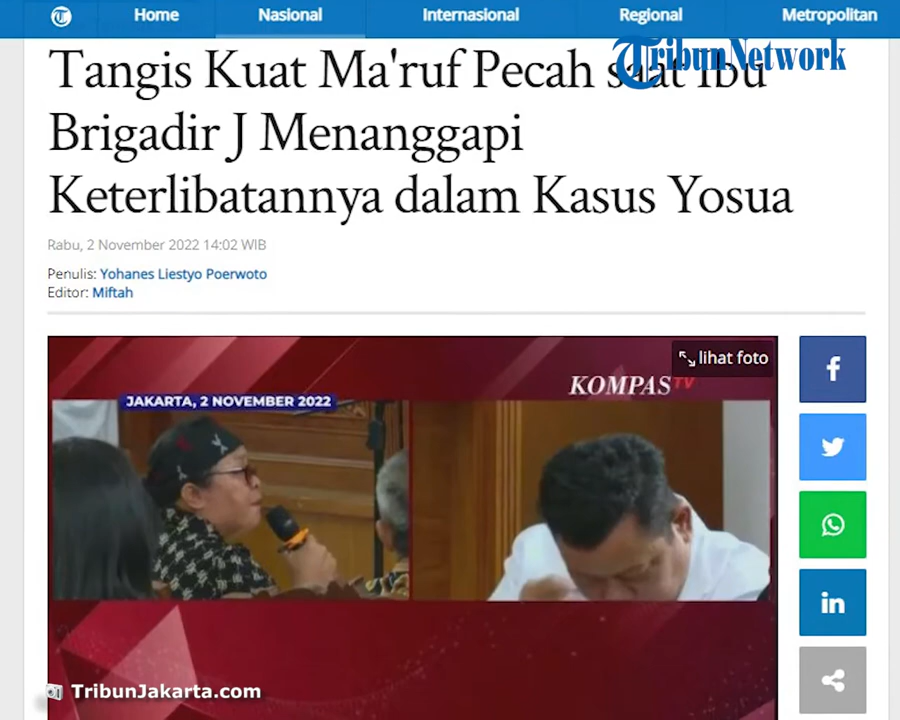 Home Nasional Internasional Regional Metropolitan
TribunNetwork
Tangis Kuat Ma'ruf Pecah saat Ibu
Brigadir J Menanggapi
Keterlibatannya dalam Kasus Yosua
Rabu, 2 November 2022 14:02 WIB
Penulis: Yohanes Liestyo Poerwoto
Editor: Miftah
lihat foto
KOMPAS TV
JAKARTA, 2 NOVEMBER 2022
TribunJakarta.com